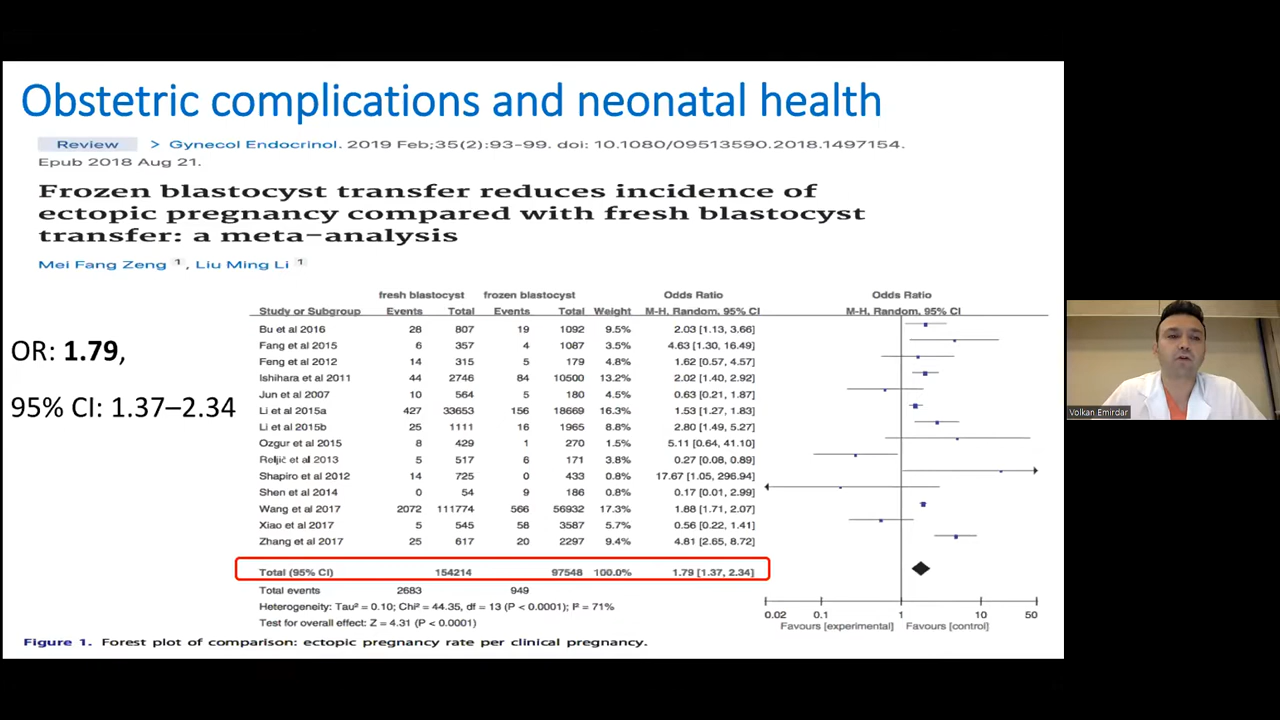 Obstetric complications and neonatal health
Review > Gynecol Endocrinol. 2019 Feb;35(2):93-99. doi: 10.1080/09513590.2018.1497154.
Epub 2018 Aug 21.
Frozen blastocyst transfer reduces incidence of
ectopic pregnancy compared with fresh blastocyst
transfer: a meta-analysis
Mei Fang Zeng 1, Liu Ming Li 1
OR: 1.79,
95% CI: 1.37–2.34
fresh blastocyst frozen blastocyst Odds Ratio Odds Ratio
Study or Subgroup Events Total Events Total Weight M-H, Random, 95% CI M-H, Random, 95% CI
Bu et al 2016 28 807 19 1092 9.5% 2.03 [1.13, 3.66]
Fang et al 2015 6 357 4 1087 3.5% 4.63 [1.30, 16.49]
Feng et al 2012 14 315 5 179 4.8% 1.62 [0.57, 4.57]
Ishihara et al 2011 44 2746 84 10500 13.2% 2.02 [1.40, 2.92]
Jun et al 2007 10 564 5 180 4.5% 0.63 [0.21, 1.87]
Li et al 2015a 427 33653 156 18669 16.3% 1.53 [1.27, 1.83]
Li et al 2015b 25 1111 16 1965 8.8% 2.80 [1.49, 5.27]
Ozgur et al 2015 8 429 1 270 1.5% 5.11 [0.64, 41.10]
Reljič et al 2013 5 517 6 171 3.8% 0.27 [0.08, 0.89]
Shapiro et al 2012 14 725 0 433 0.8% 17.67 [1.05, 296.94]
Shen et al 2014 0 54 9 186 0.8% 0.17 [0.01, 2.99]
Wang et al 2017 2072 111774 566 56932 17.3% 1.88 [1.71, 2.07]
Xiao et al 2017 5 545 58 3587 5.7% 0.56 [0.22, 1.41]
Zhang et al 2017 25 617 20 2297 9.4% 4.81 [2.65, 8.72]
Total (95% CI) 154214 97548 100.0% 1.79 [1.37, 2.34]
Total events 2683 949
Heterogeneity: Tau² = 0.10; Chi² = 44.35, df = 13 (P < 0.0001); I² = 71%
Test for overall effect: Z = 4.31 (P < 0.0001)
0.02 0.1 1 10 50
Favours [experimental] Favours [control]
Figure 1. Forest plot of comparison: ectopic pregnancy rate per clinical pregnancy.
Volkan Emirdar